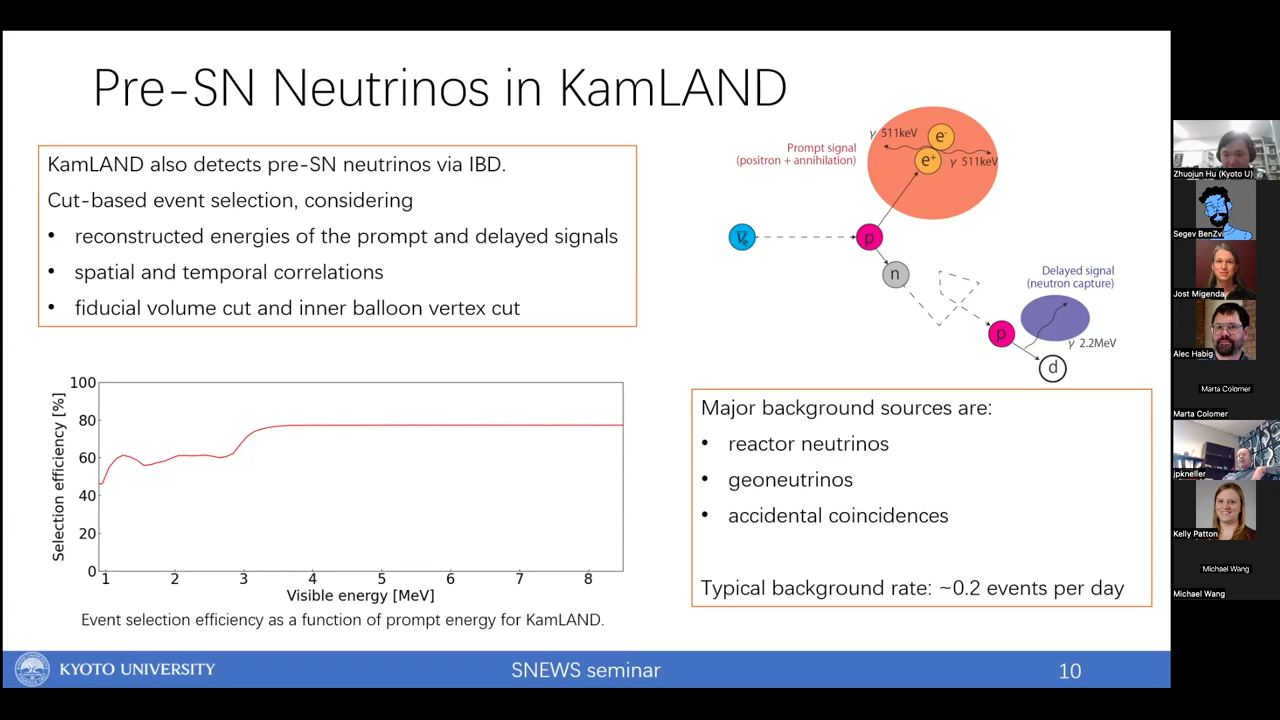 Pre-SN Neutrinos in KamLAND
KamLAND also detects pre-SN neutrinos via IBD.
Cut-based event selection, considering
• reconstructed energies of the prompt and delayed signals
• spatial and temporal correlations
• fiducial volume cut and inner balloon vertex cut
Prompt signal
(positron + annihilation)
γ 511keV
e⁻
e⁺
γ 511keV
ν̅e
p
n
Delayed signal
(neutron capture)
p
γ 2.2MeV
d
100
80
60
40
20
0
Selection efficiency [%]
1 2 3 4 5 6 7 8
Visible energy [MeV]
Event selection efficiency as a function of prompt energy for KamLAND.
Major background sources are:
• reactor neutrinos
• geoneutrinos
• accidental coincidences
Typical background rate: ~0.2 events per day
KYOTO UNIVERSITY
SNEWS seminar
10
Zhuojun Hu (Kyoto U)
Segev BenZvi
Jost Migenda
Alec Habig
Marta Colomer
Marta Colomer
jpkneller
Kelly Patton
Michael Wang
Michael Wang